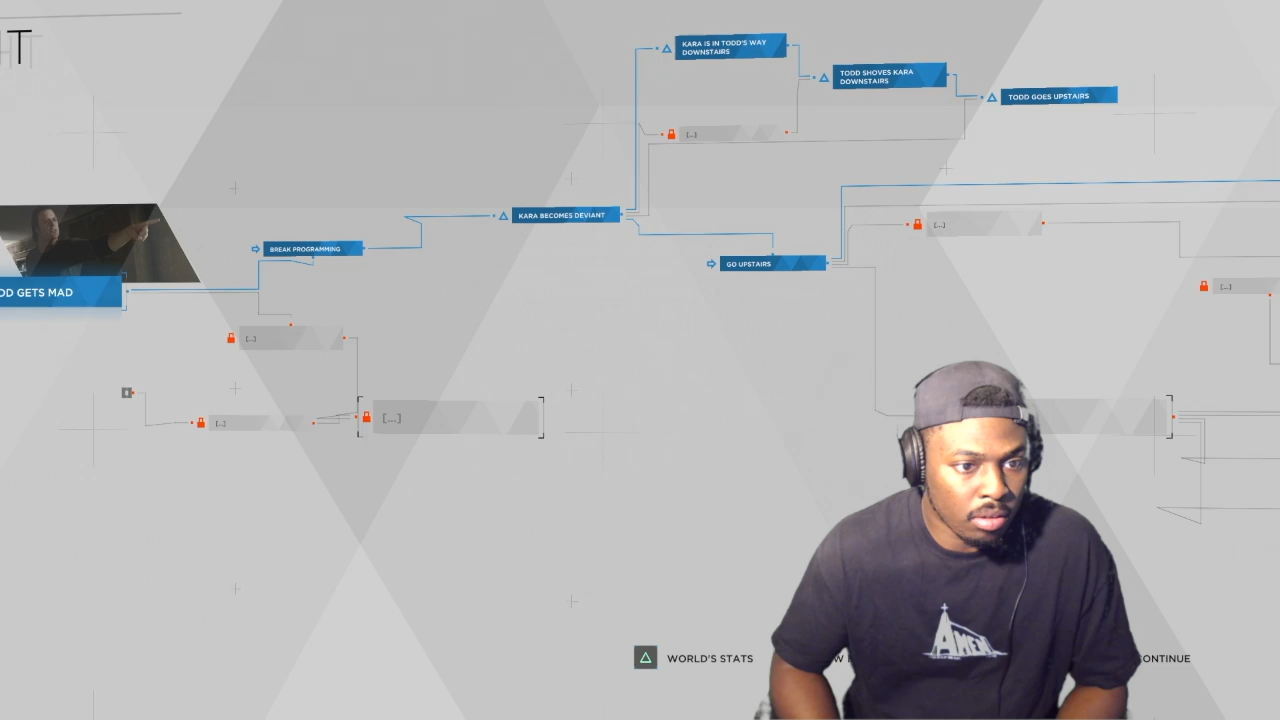 HT
KARA IS IN TODD'S WAY
DOWNSTAIRS
TODD SHOVES KARA
DOWNSTAIRS
TODD GOES UPSTAIRS
[...]
KARA BECOMES DEVIANT
[...]
BREAK PROGRAMMING
GO UPSTAIRS
DD GETS MAD
[...]
[...]
[...]
[...]
AMEN
WORLD'S STATS
W
ONTINUE